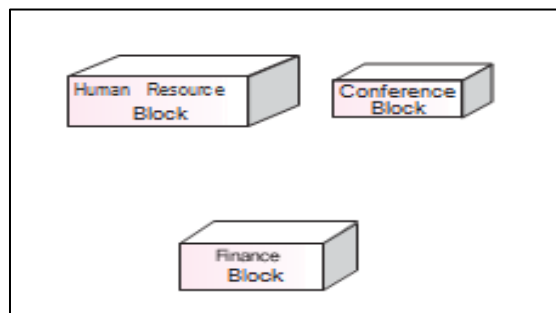 Human Resource
Block
Conference
Block
Finance
Block